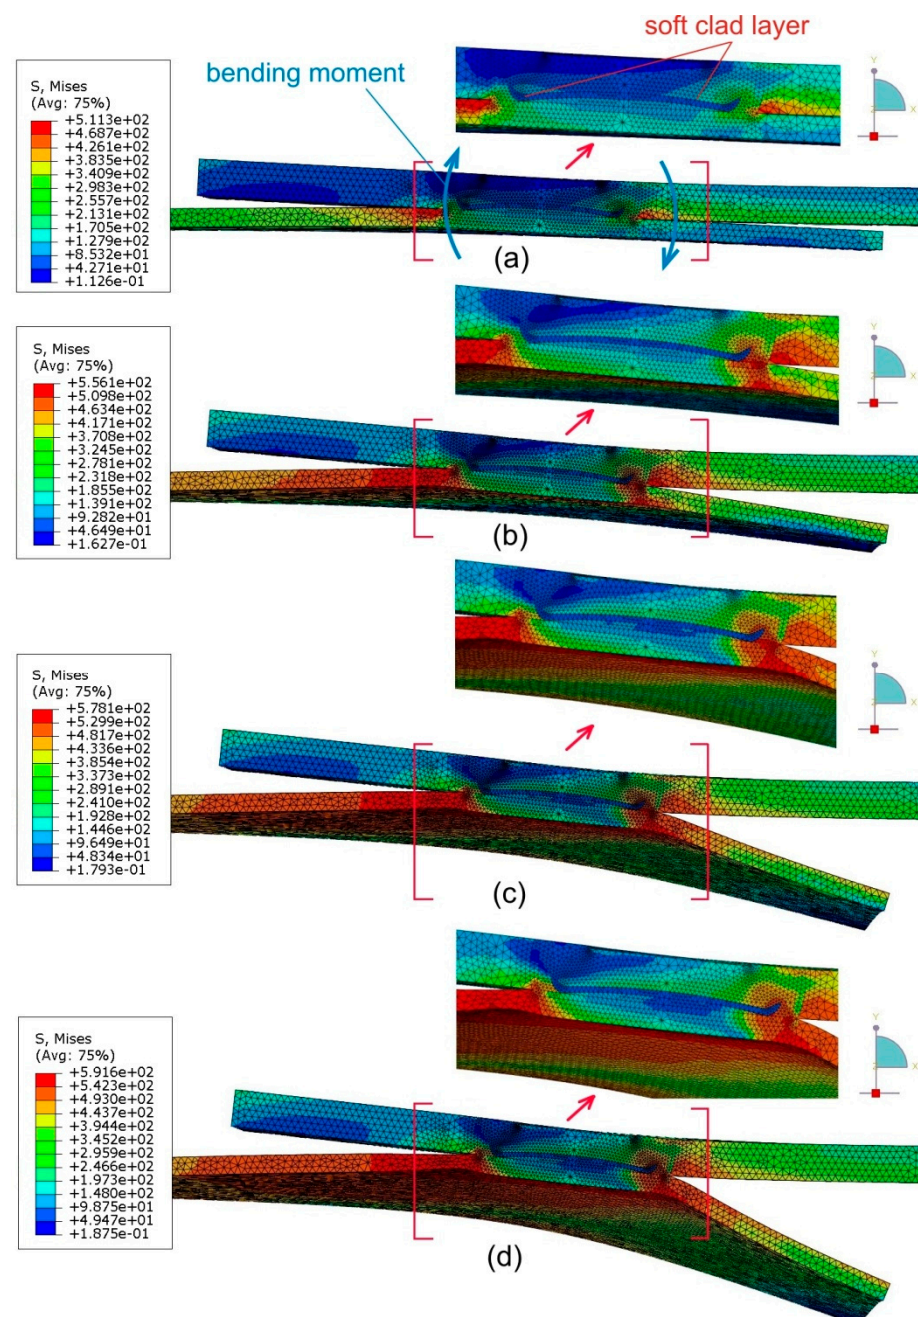 soft clad layer
bending moment
S, Mises
(Avg: 75%)
+5.113e+02
+4.687e+02
+4.261e+02
+3.835e+02
+3.409e+02
+2.983e+02
+2.557e+02
+2.131e+02
+1.705e+02
+1.279e+02
+8.532e+01
+4.271e+01
+1.126e-01
Y
Z
X
(a)
S, Mises
(Avg: 75%)
+5.561e+02
+5.098e+02
+4.634e+02
+4.171e+02
+3.708e+02
+3.245e+02
+2.781e+02
+2.318e+02
+1.855e+02
+1.391e+02
+9.282e+01
+4.649e+01
+1.627e-01
Y
Z
X
(b)
S, Mises
(Avg: 75%)
+5.781e+02
+5.299e+02
+4.817e+02
+4.336e+02
+3.854e+02
+3.373e+02
+2.891e+02
+2.410e+02
+1.928e+02
+1.446e+02
+9.649e+01
+4.834e+01
+1.793e-01
Y
Z
X
(c)
S, Mises
(Avg: 75%)
+5.916e+02
+5.423e+02
+4.930e+02
+4.437e+02
+3.944e+02
+3.452e+02
+2.959e+02
+2.466e+02
+1.973e+02
+1.480e+02
+9.875e+01
+4.947e+01
+1.875e-01
Y
Z
X
(d)